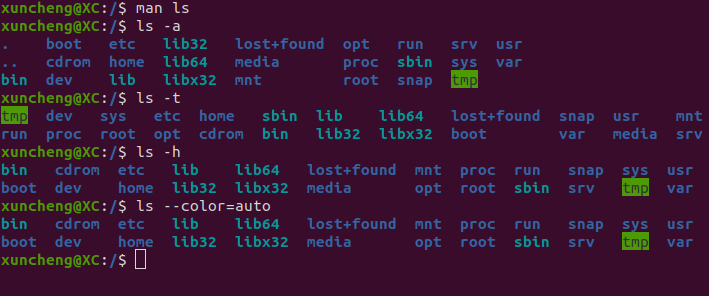 xuncheng@XC:/$ man ls
xuncheng@XC:/$ ls -a
. boot etc lib32 lost+found opt run srv usr
.. cdrom home lib64 media proc sbin sys var
bin dev lib libx32 mnt root snap tmp
xuncheng@XC:/$ ls -t
tmp dev sys etc home sbin lib lib64 lost+found snap usr mnt
run proc root opt cdrom bin lib32 libx32 boot var media srv
xuncheng@XC:/$ ls -h
bin cdrom etc lib lib64 lost+found mnt proc run snap sys usr
boot dev home lib32 libx32 media opt root sbin srv tmp var
xuncheng@XC:/$ ls --color=auto
bin cdrom etc lib lib64 lost+found mnt proc run snap sys usr
boot dev home lib32 libx32 media opt root sbin srv tmp var
xuncheng@XC:/$